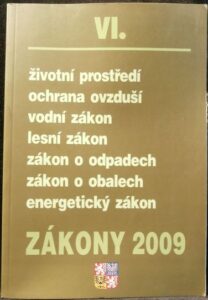 VI.
životní prostředí
ochrana ovzduší
vodní zákon
lesní zákon
zákon o odpadech
zákon o obalech
energetický zákon
ZÁKONY 2009